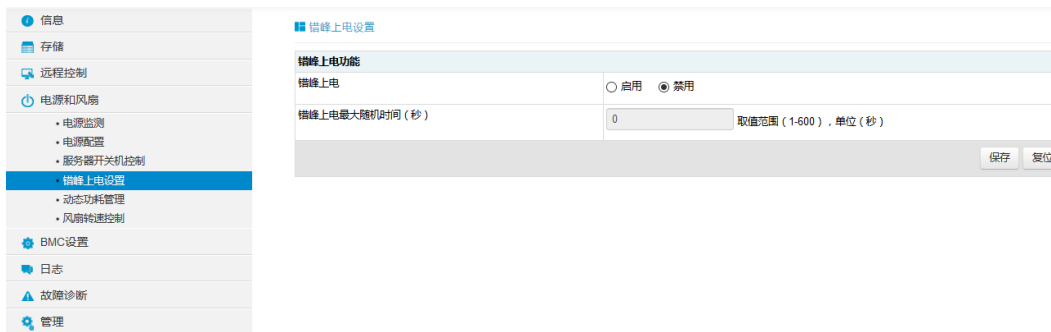 信息
存储
远程控制
电源和风扇
•电源监测
•电源配置
•服务器开关机控制
•错峰上电设置
•动态功耗管理
•风扇转速控制
BMC设置
日志
故障诊断
管理
错峰上电设置
错峰上电功能
错峰上电
启用 禁用
错峰上电最大随机时间（秒）
0 取值范围（1-600），单位（秒）
保存 复位